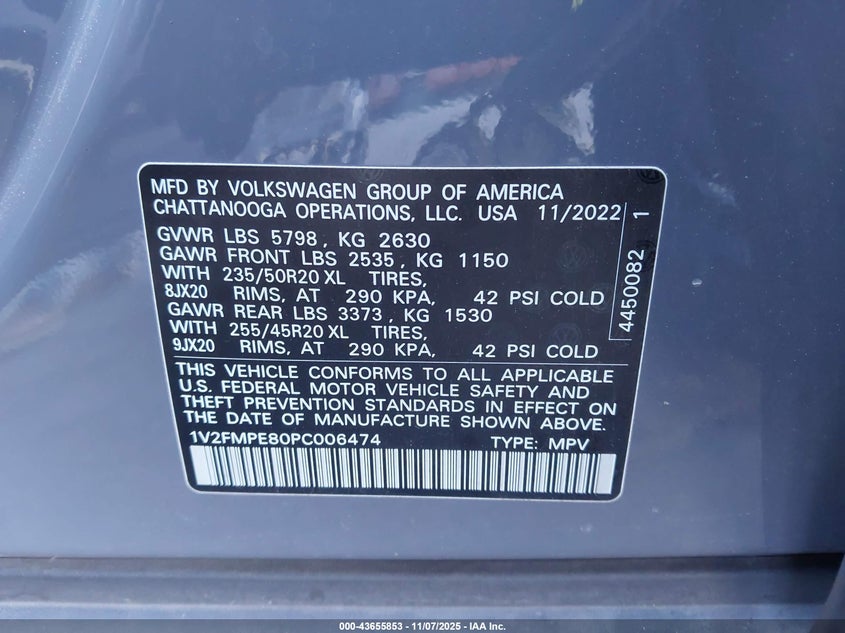 MFD BY VOLKSWAGEN GROUP OF AMERICA
CHATTANOOGA OPERATIONS, LLC. USA 11/2022
GVWR LBS 5798, KG 2630
GAWR FRONT LBS 2535, KG 1150
WITH 235/50R20 XL TIRES,
8JX20 RIMS, AT 290 KPA, 42 PSI COLD
GAWR REAR LBS 3373, KG 1530
WITH 255/45R20 XL TIRES,
9JX20 RIMS, AT 290 KPA, 42 PSI COLD
4450082 1
THIS VEHICLE CONFORMS TO ALL APPLICABLE
U.S. FEDERAL MOTOR VEHICLE SAFETY AND
THEFT PREVENTION STANDARDS IN EFFECT ON
THE DATE OF MANUFACTURE SHOWN ABOVE.
1V2FMPE80PC006474 TYPE: MPV
000-43655853 - 11/07/2025 - IAA Inc.